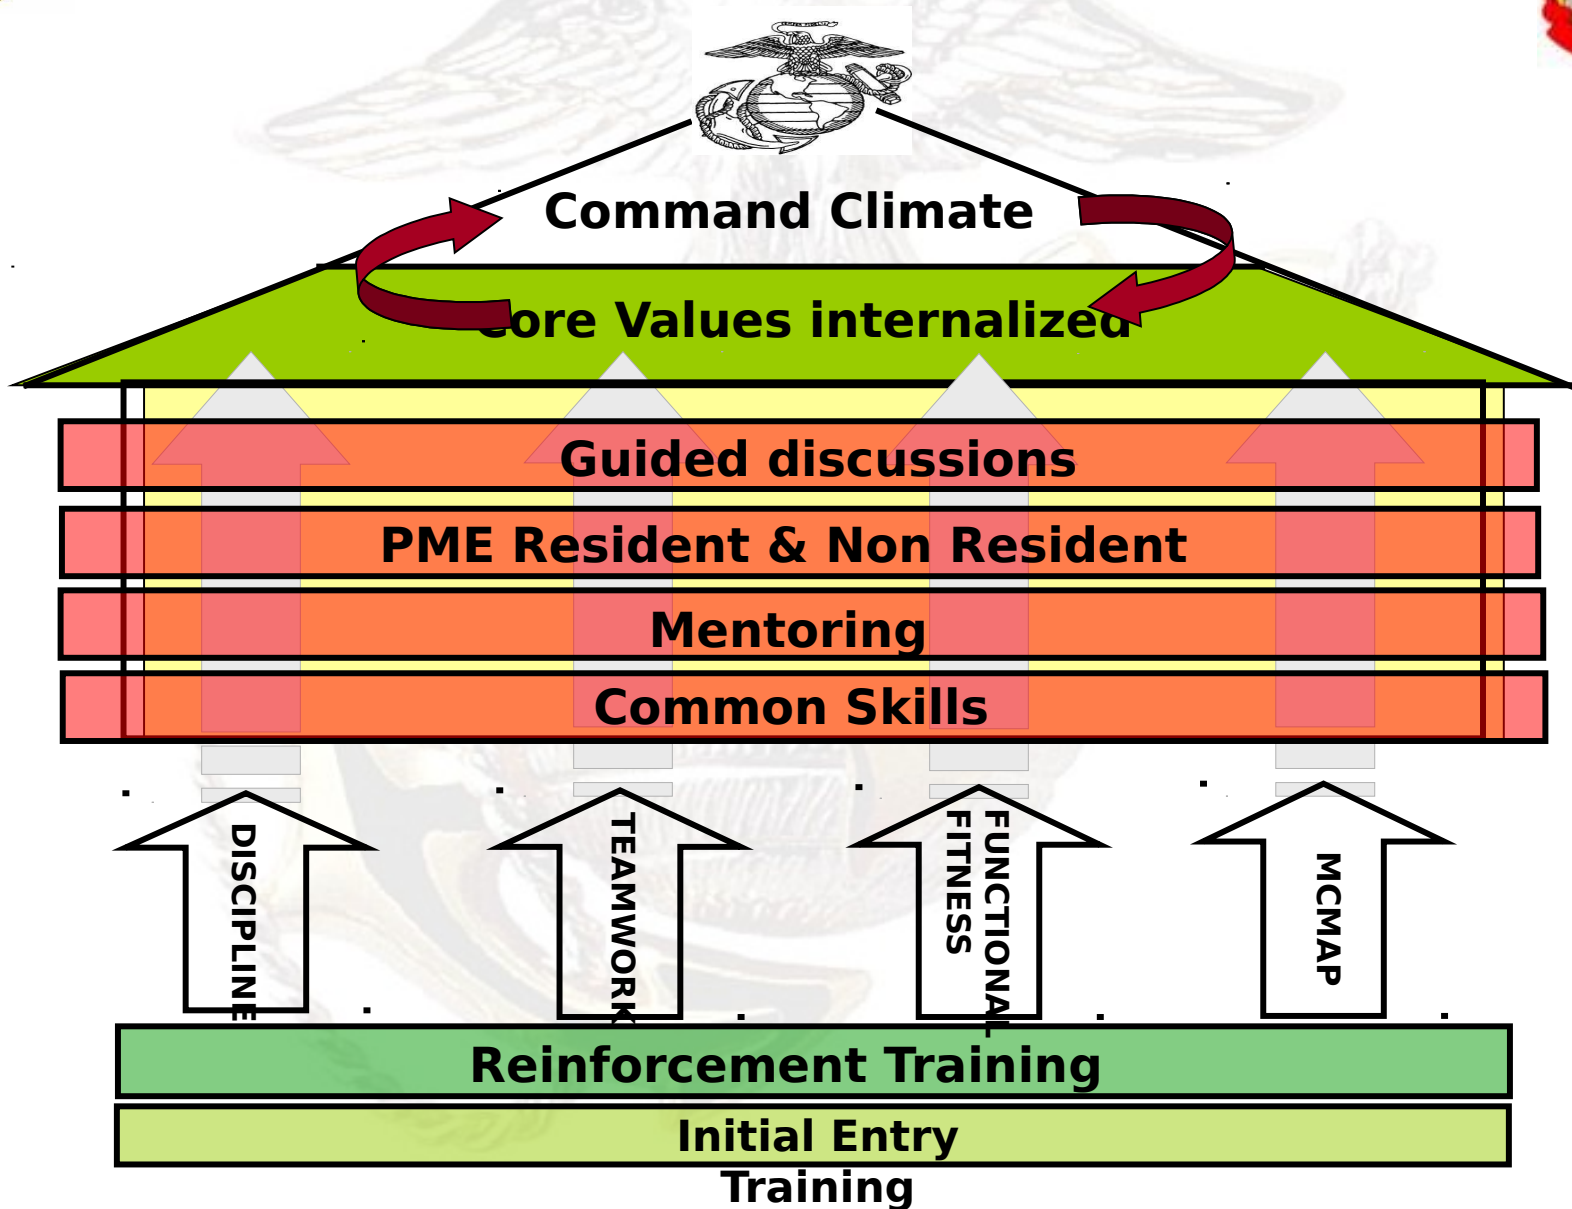 Command Climate
Core Values internalized
Guided discussions
PME Resident & Non Resident
Mentoring
Common Skills
DISCIPLINE
TEAMWORK
FUNCTIONAL
FITNESS
MCMAP
Reinforcement Training
Initial Entry
Training